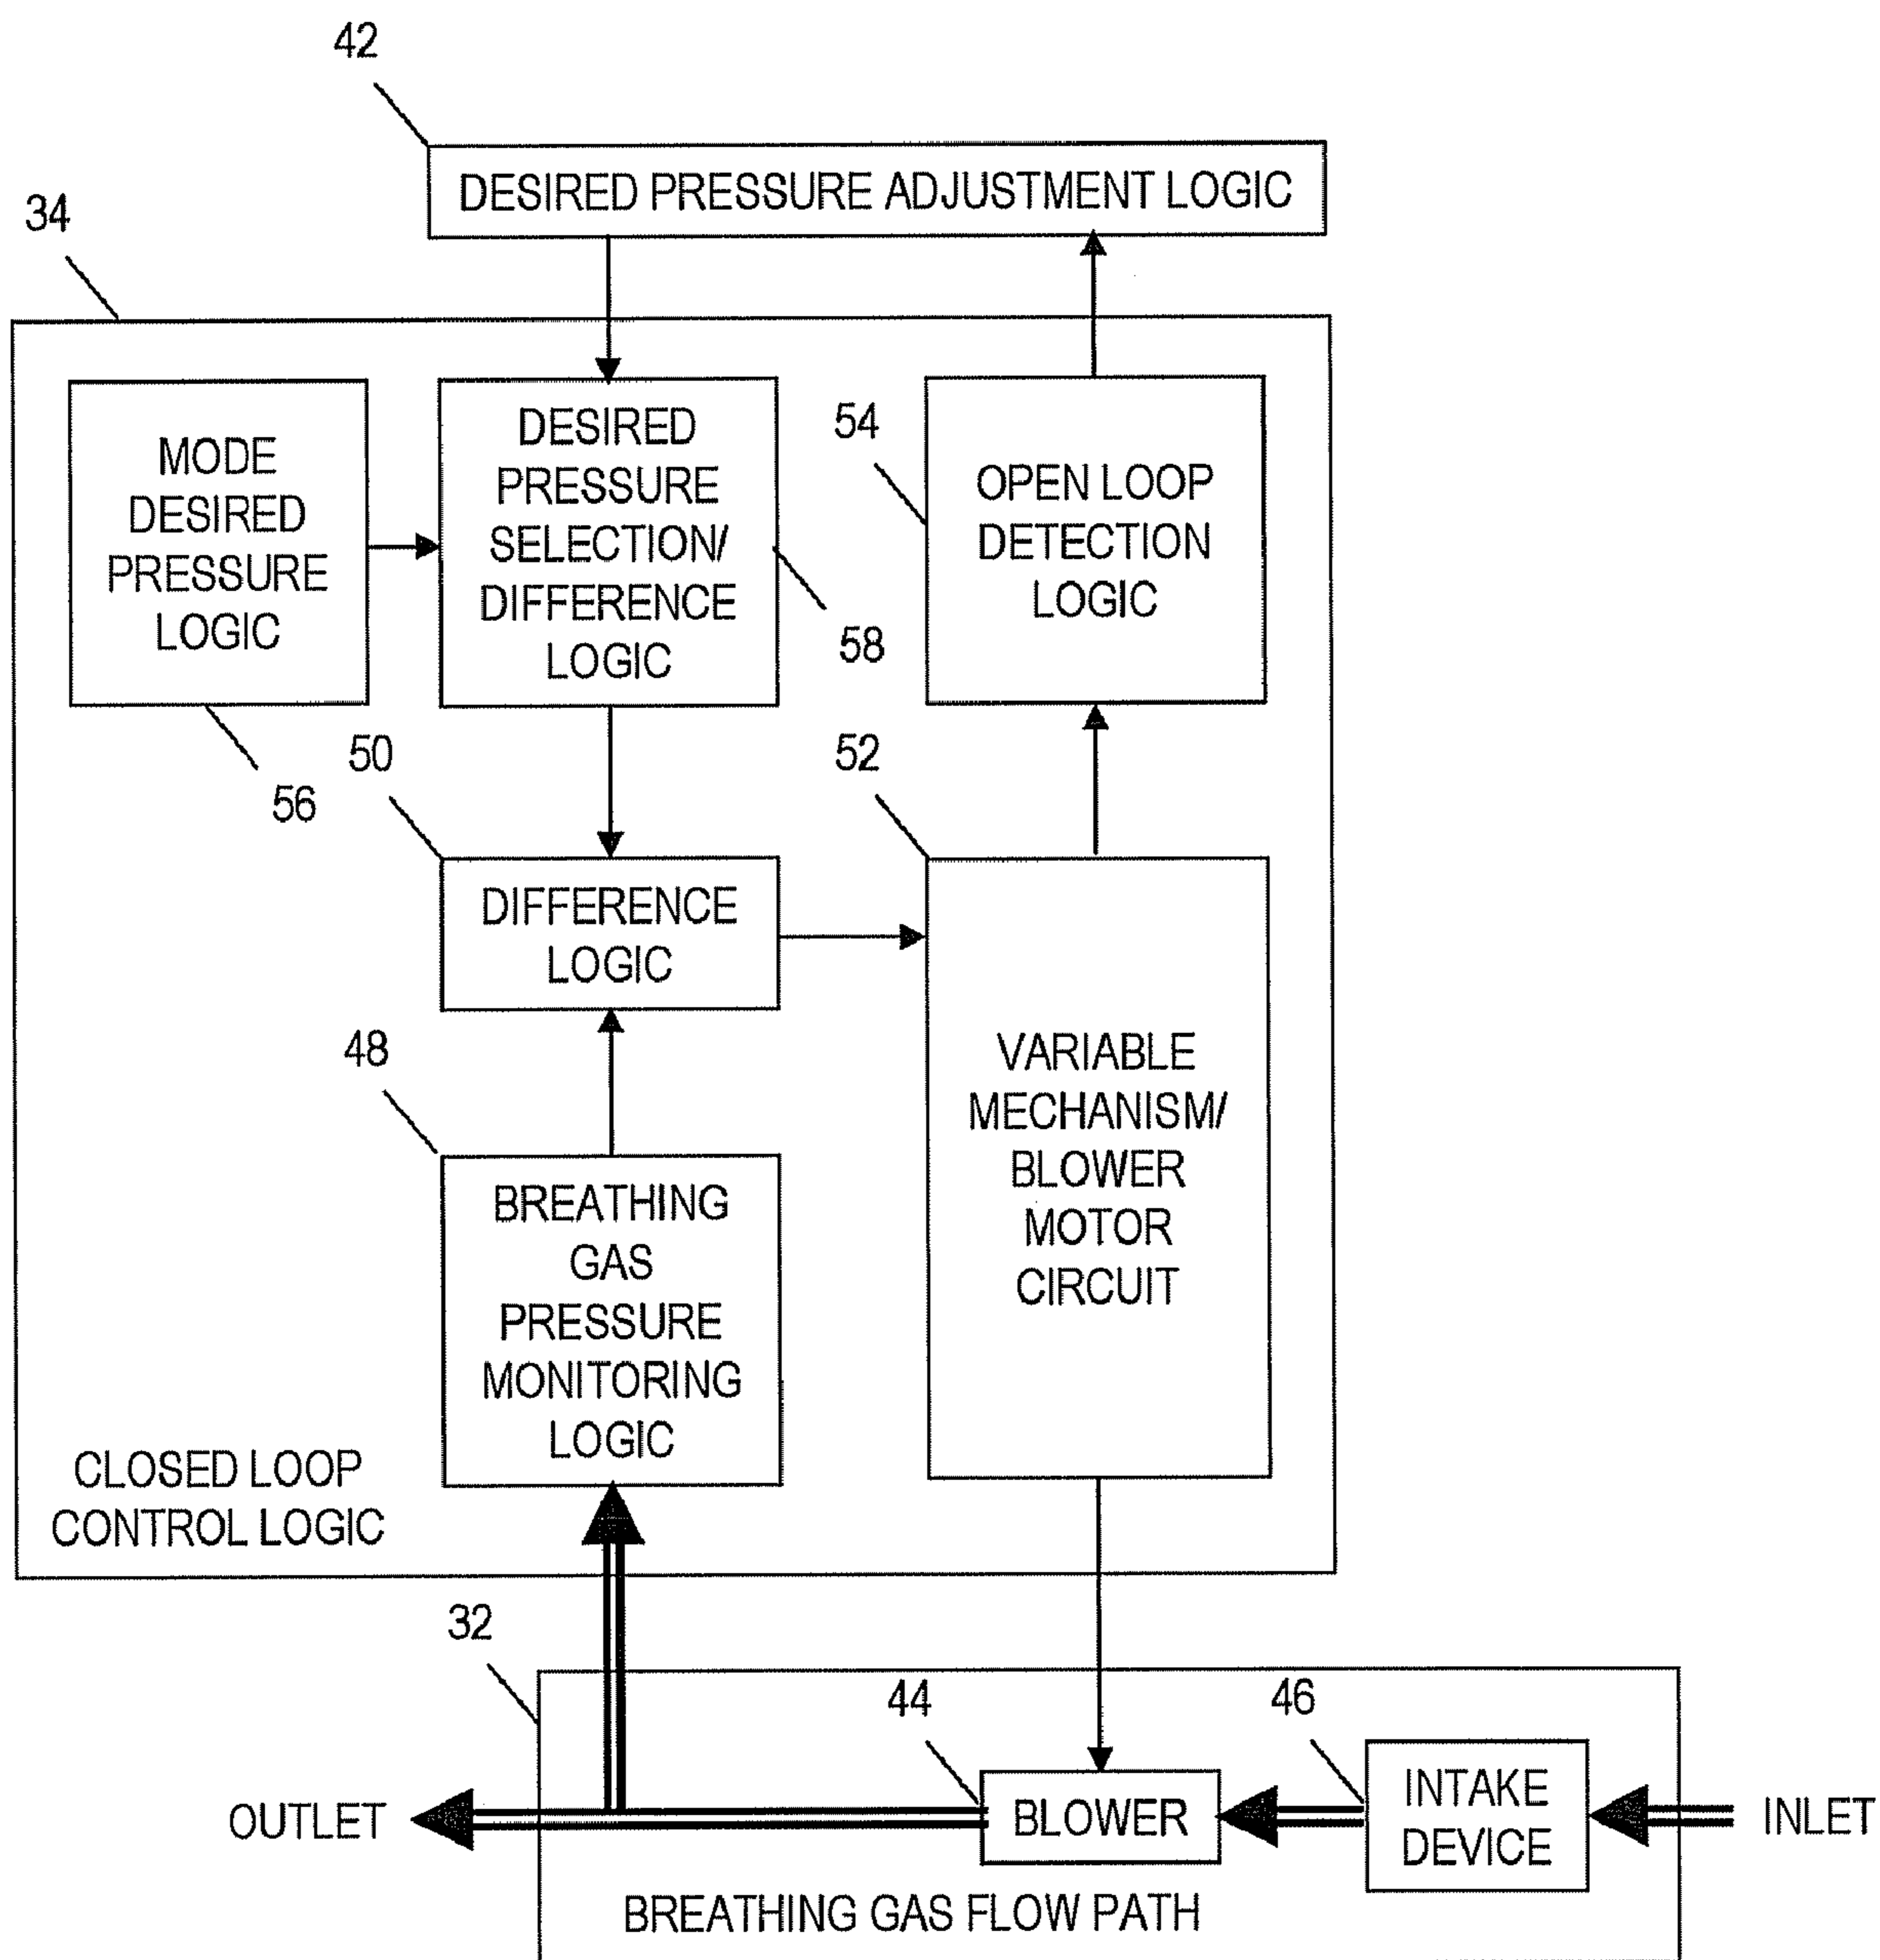 42
DESIRED PRESSURE ADJUSTMENT LOGIC
34
MODE
DESIRED
PRESSURE
LOGIC
56
DESIRED
PRESSURE
SELECTION/
DIFFERENCE
LOGIC
58
54
OPEN LOOP
DETECTION
LOGIC
50
DIFFERENCE
LOGIC
52
VARIABLE
MECHANISM/
BLOWER
MOTOR
CIRCUIT
48
BREATHING
GAS
PRESSURE
MONITORING
LOGIC
CLOSED LOOP
CONTROL LOGIC
32
44
46
OUTLET
BLOWER
INTAKE
DEVICE
INLET
BREATHING GAS FLOW PATH